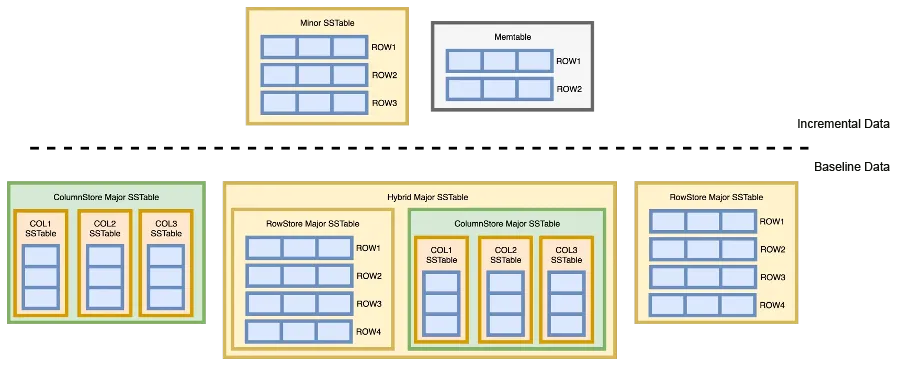 Minor SSTable
ROW1
ROW2
ROW3
Memtable
ROW1
ROW2
Incremental Data
Baseline Data
ColumnStore Major SSTable
COL1
SSTable
COL2
SSTable
COL3
SSTable
Hybrid Major SSTable
RowStore Major SSTable
ROW1
ROW2
ROW3
ROW4
ColumnStore Major SSTable
COL1
SSTable
COL2
SSTable
COL3
SSTable
RowStore Major SSTable
ROW1
ROW2
ROW3
ROW4